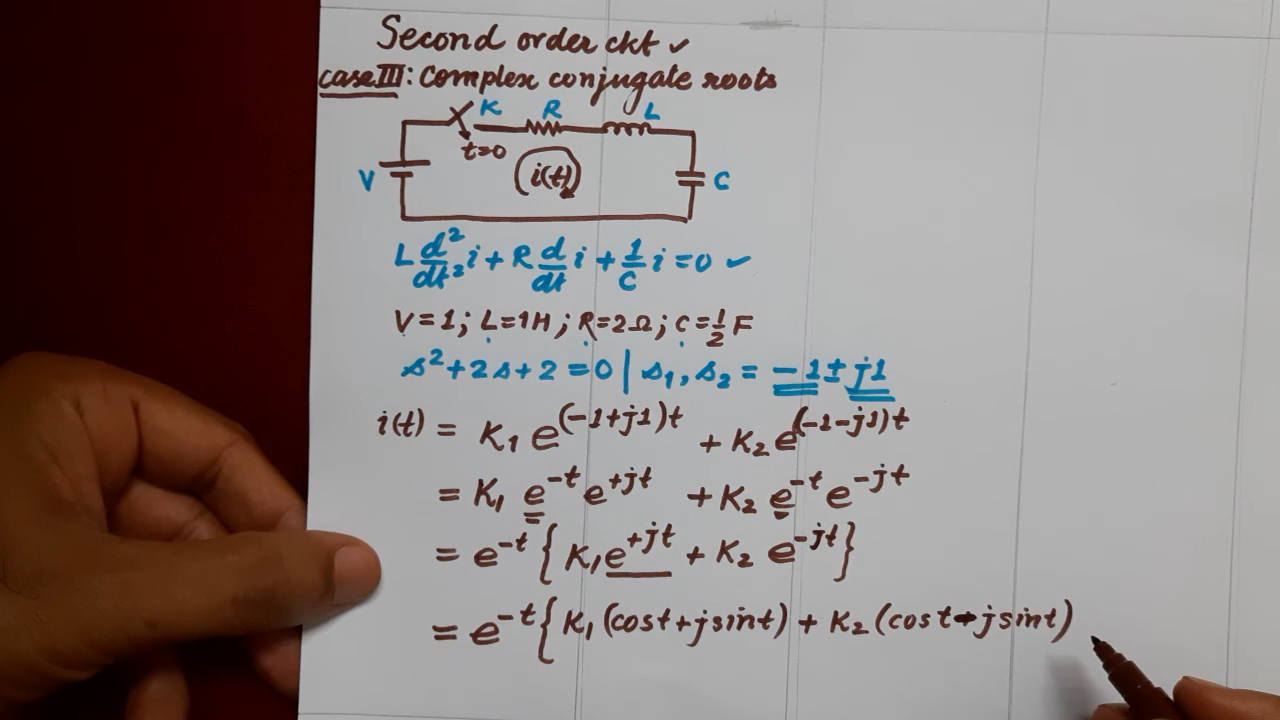 Second order ckt ✓
case III: Complex conjugate roots
K R L
t=0
i(t)
V C
L d²/dt² i + R d/dt i + 1/C i = 0 ✓
V=1; L=1H; R=2Ω; C=1/2 F
s²+2s+2=0 | s₁, s₂ = -1 ± j1
i(t) = K₁ e^(-1+j1)t + K₂ e^(-1-j1)t
= K₁ e^-t e^+jt + K₂ e^-t e^-jt
= e^-t { K₁ e^+jt + K₂ e^-jt }
= e^-t { K₁ (cost+jsint) + K₂ (cost-jsint)